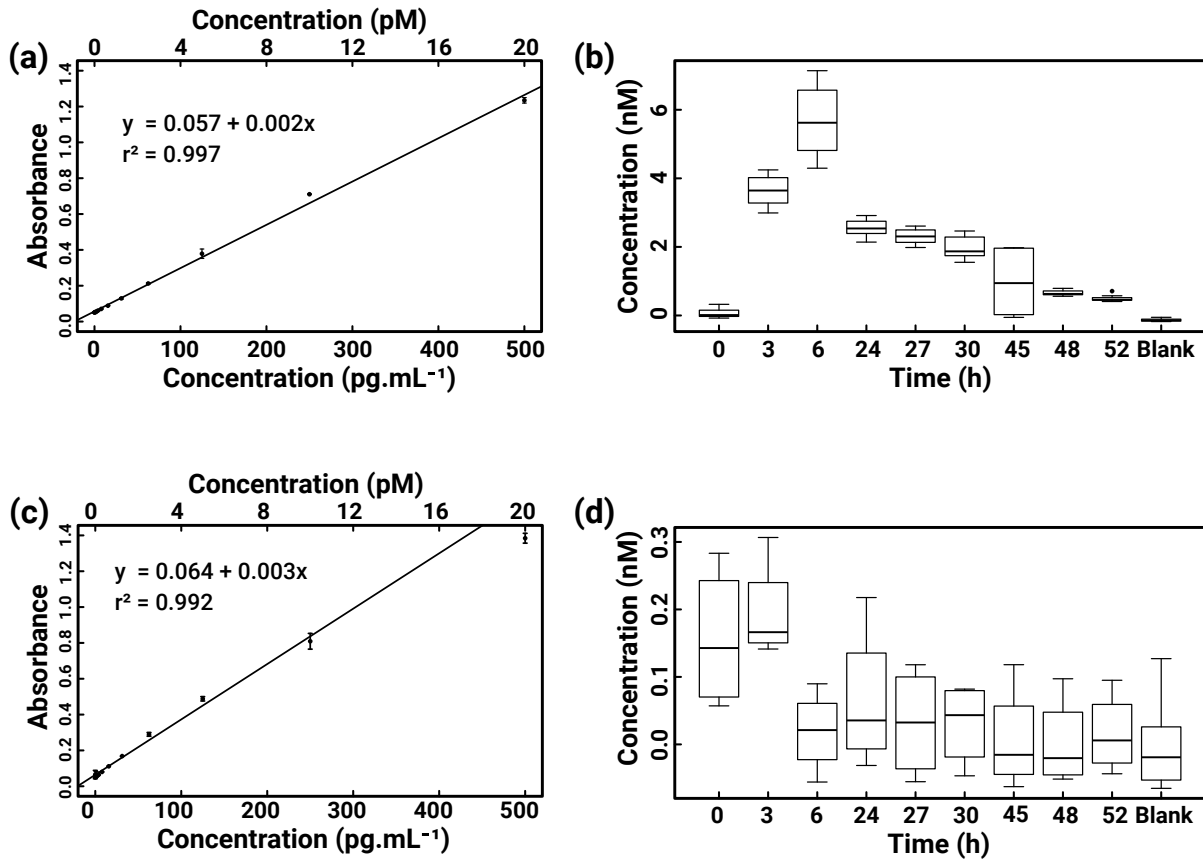 (a)
Concentration (pM)
0 4 8 12 16 20
Absorbance
1.4
1.2
1.0
0.8
0.6
0.4
0.2
0.0
y = 0.057 + 0.002x
r² = 0.997
0 100 200 300 400 500
Concentration (pg.mL⁻¹)
(b)
Concentration (nM)
6
4
2
0
0 3 6 24 27 30 45 48 52 Blank
Time (h)
(c)
Concentration (pM)
0 4 8 12 16 20
Absorbance
1.4
1.2
1.0
0.8
0.6
0.4
0.2
0.0
y = 0.064 + 0.003x
r² = 0.992
0 100 200 300 400 500
Concentration (pg.mL⁻¹)
(d)
Concentration (nM)
0.3
0.2
0.1
0.0
0 3 6 24 27 30 45 48 52 Blank
Time (h)